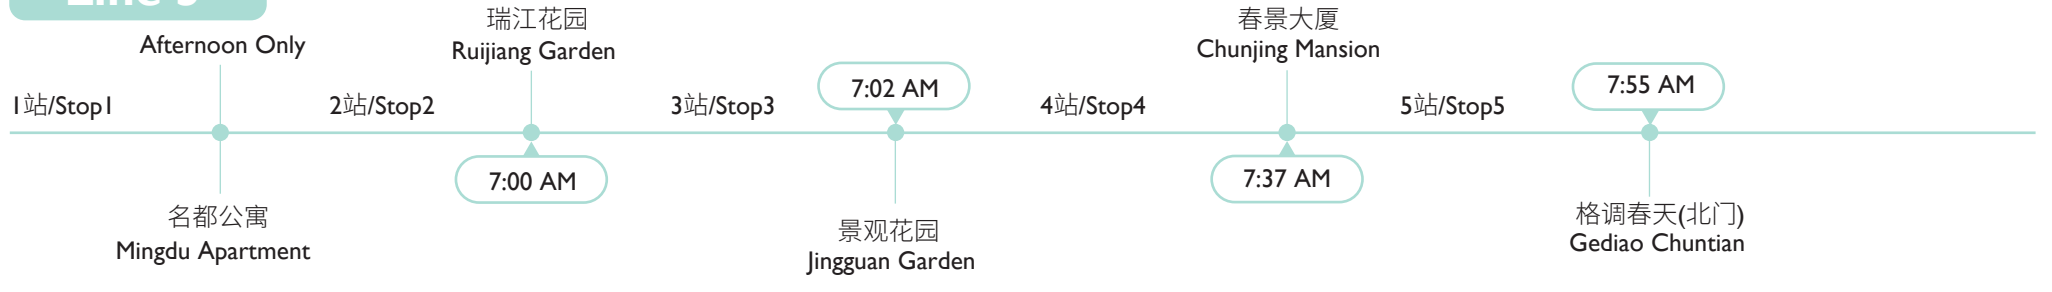 Afternoon Only
1站/Stop1
名都公寓
Mingdu Apartment
2站/Stop2
瑞江花园
Ruijiang Garden
7:00 AM
3站/Stop3
7:02 AM
景观花园
Jingguan Garden
4站/Stop4
春景大厦
Chunjing Mansion
7:37 AM
5站/Stop5
7:55 AM
格调春天(北门)
Gediao Chuntian